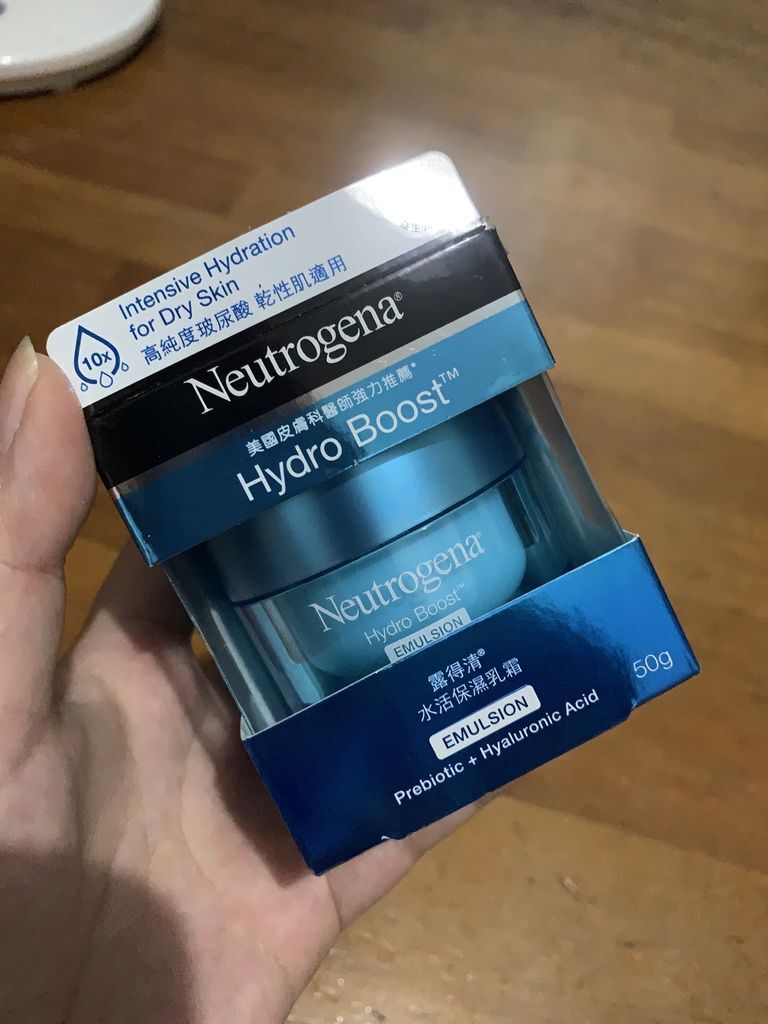 Intensive Hydration
for Dry Skin
高純度玻尿酸 乾性肌適用
10x
Neutrogena®
美國皮膚科醫師強力推薦*
Hydro Boost™
Neutrogena®
Hydro Boost™
EMULSION
露得清®
水活保濕乳霜
EMULSION
50g
Prebiotic + Hyaluronic Acid